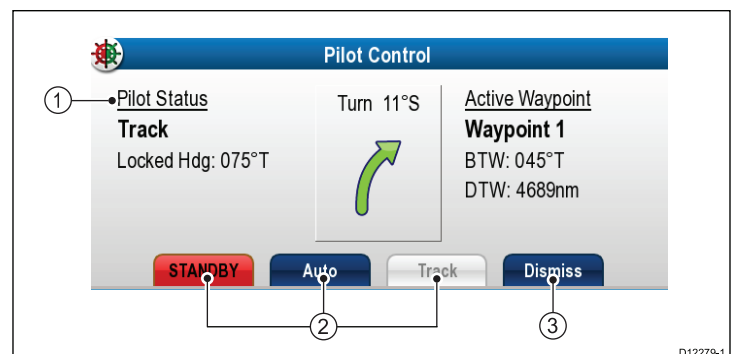 Pilot Control
1
Pilot Status
Track
Locked Hdg: 075°T
Turn 11°S
Active Waypoint
Waypoint 1
BTW: 045°T
DTW: 4689nm
STANDBY
Auto
Track
Dismiss
2
3
D12279-1